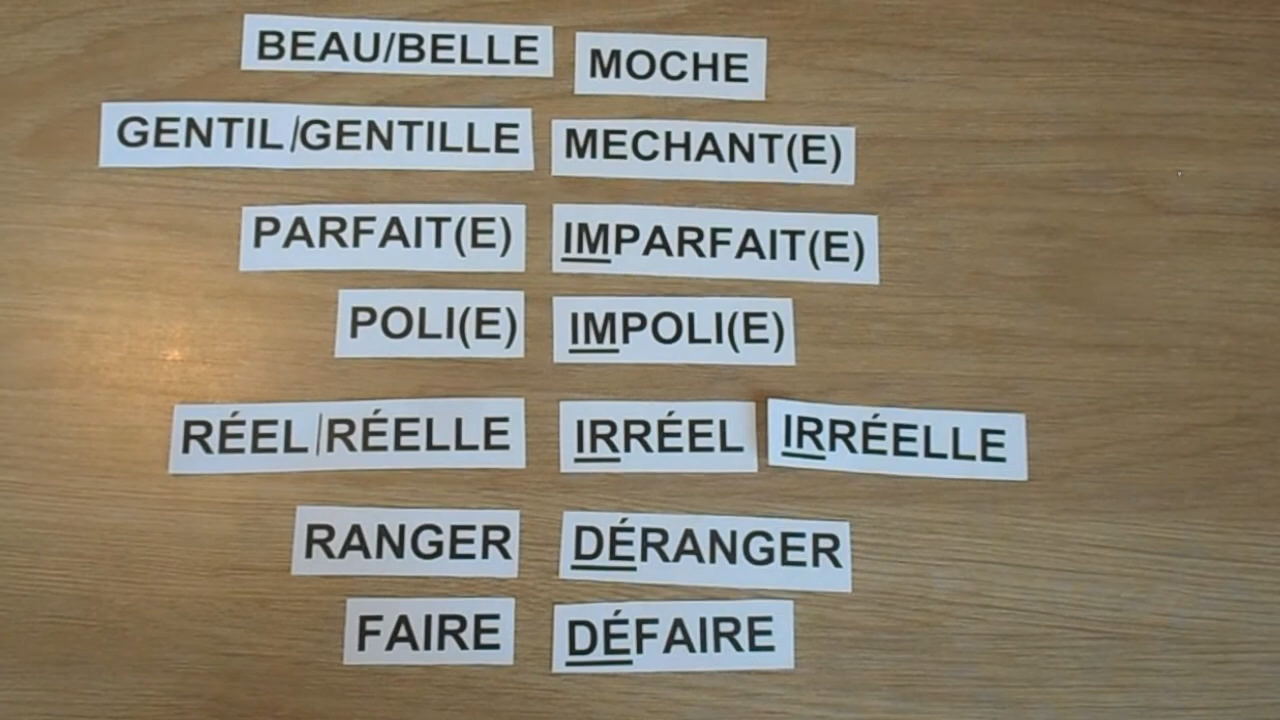 BEAU/BELLE MOCHE
GENTIL/GENTILLE MECHANT(E)
PARFAIT(E) IMPARFAIT(E)
POLI(E) IMPOLI(E)
RÉEL/RÉELLE IRRÉEL IRRÉELLE
RANGER DÉRANGER
FAIRE DÉFAIRE